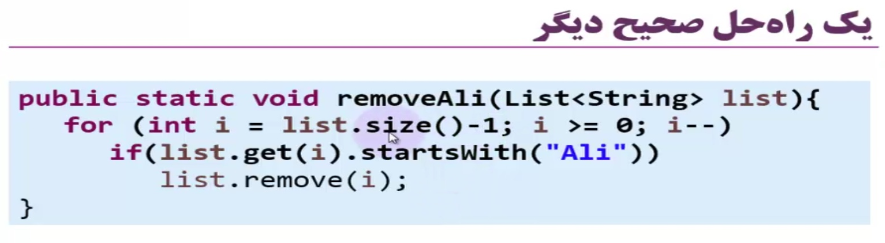 یک راه‌حل صحیح دیگر
public static void removeAli(List<String> list){
for (int i = list.size()-1; i >= 0; i--)
if(list.get(i).startsWith("Ali"))
list.remove(i);
}